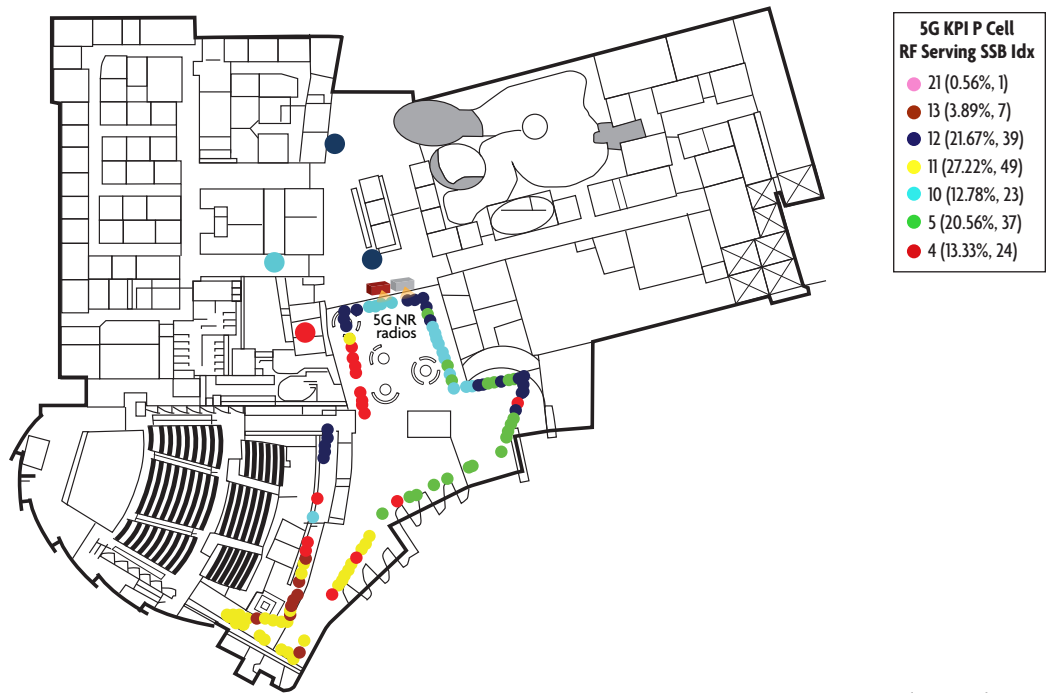 5G KPI P Cell
RF Serving SSB Idx
21 (0.56%, 1)
13 (3.89%, 7)
12 (21.67%, 39)
11 (27.22%, 49)
10 (12.78%, 23)
5 (20.56%, 37)
4 (13.33%, 24)
5G NR
radios